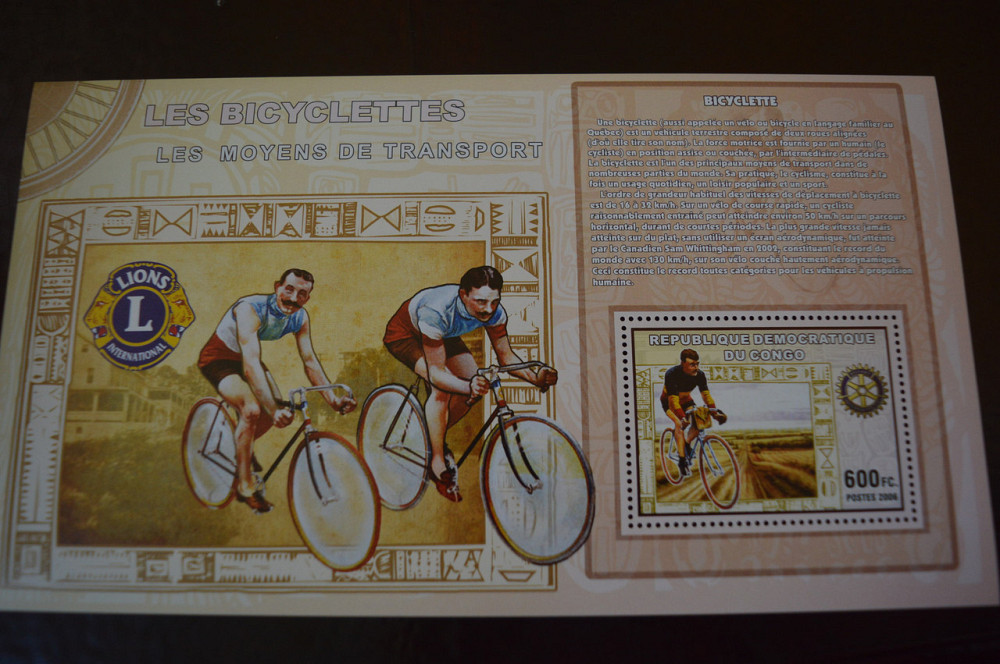 LES BICYCLETTES
LES MOYENS DE TRANSPORT
LIONS
L
INTERNATIONAL
BICYCLETTE
Une bicyclette (aussi appelée un vélo ou bicycle en langage familier au
Québec) est un véhicule terrestre composé de deux roues alignées
(d'où elle tire son nom). La force motrice est fournie par un humain (le
cycliste) en position assise ou couchée, par l'intermédiaire de pédales.
La bicyclette est l'un des principaux moyens de transport dans de
nombreuses parties du monde. Sa pratique, le cyclisme, constitue à la
fois un usage quotidien, un loisir populaire et un sport.
L'ordre de grandeur habituel des vitesses de déplacement à bicyclette
est de 16 à 32 km/h. Sur un vélo de course rapide, un cycliste
raisonnablement entraîné peut atteindre environ 50 km/h sur un parcours
horizontal, durant de courtes périodes. La plus grande vitesse jamais
atteinte sur du plat, sans utiliser un écran aérodynamique, fut atteinte
par le Canadien Sam Whittingham en 2002, constituant le record du
monde avec 130 km/h, sur son vélo couché hautement aérodynamique.
Ceci constitue le record toutes catégories pour les véhicules à propulsion
humaine.
REPUBLIQUE DEMOCRATIQUE
DU CONGO
600FC.
POSTES 2006